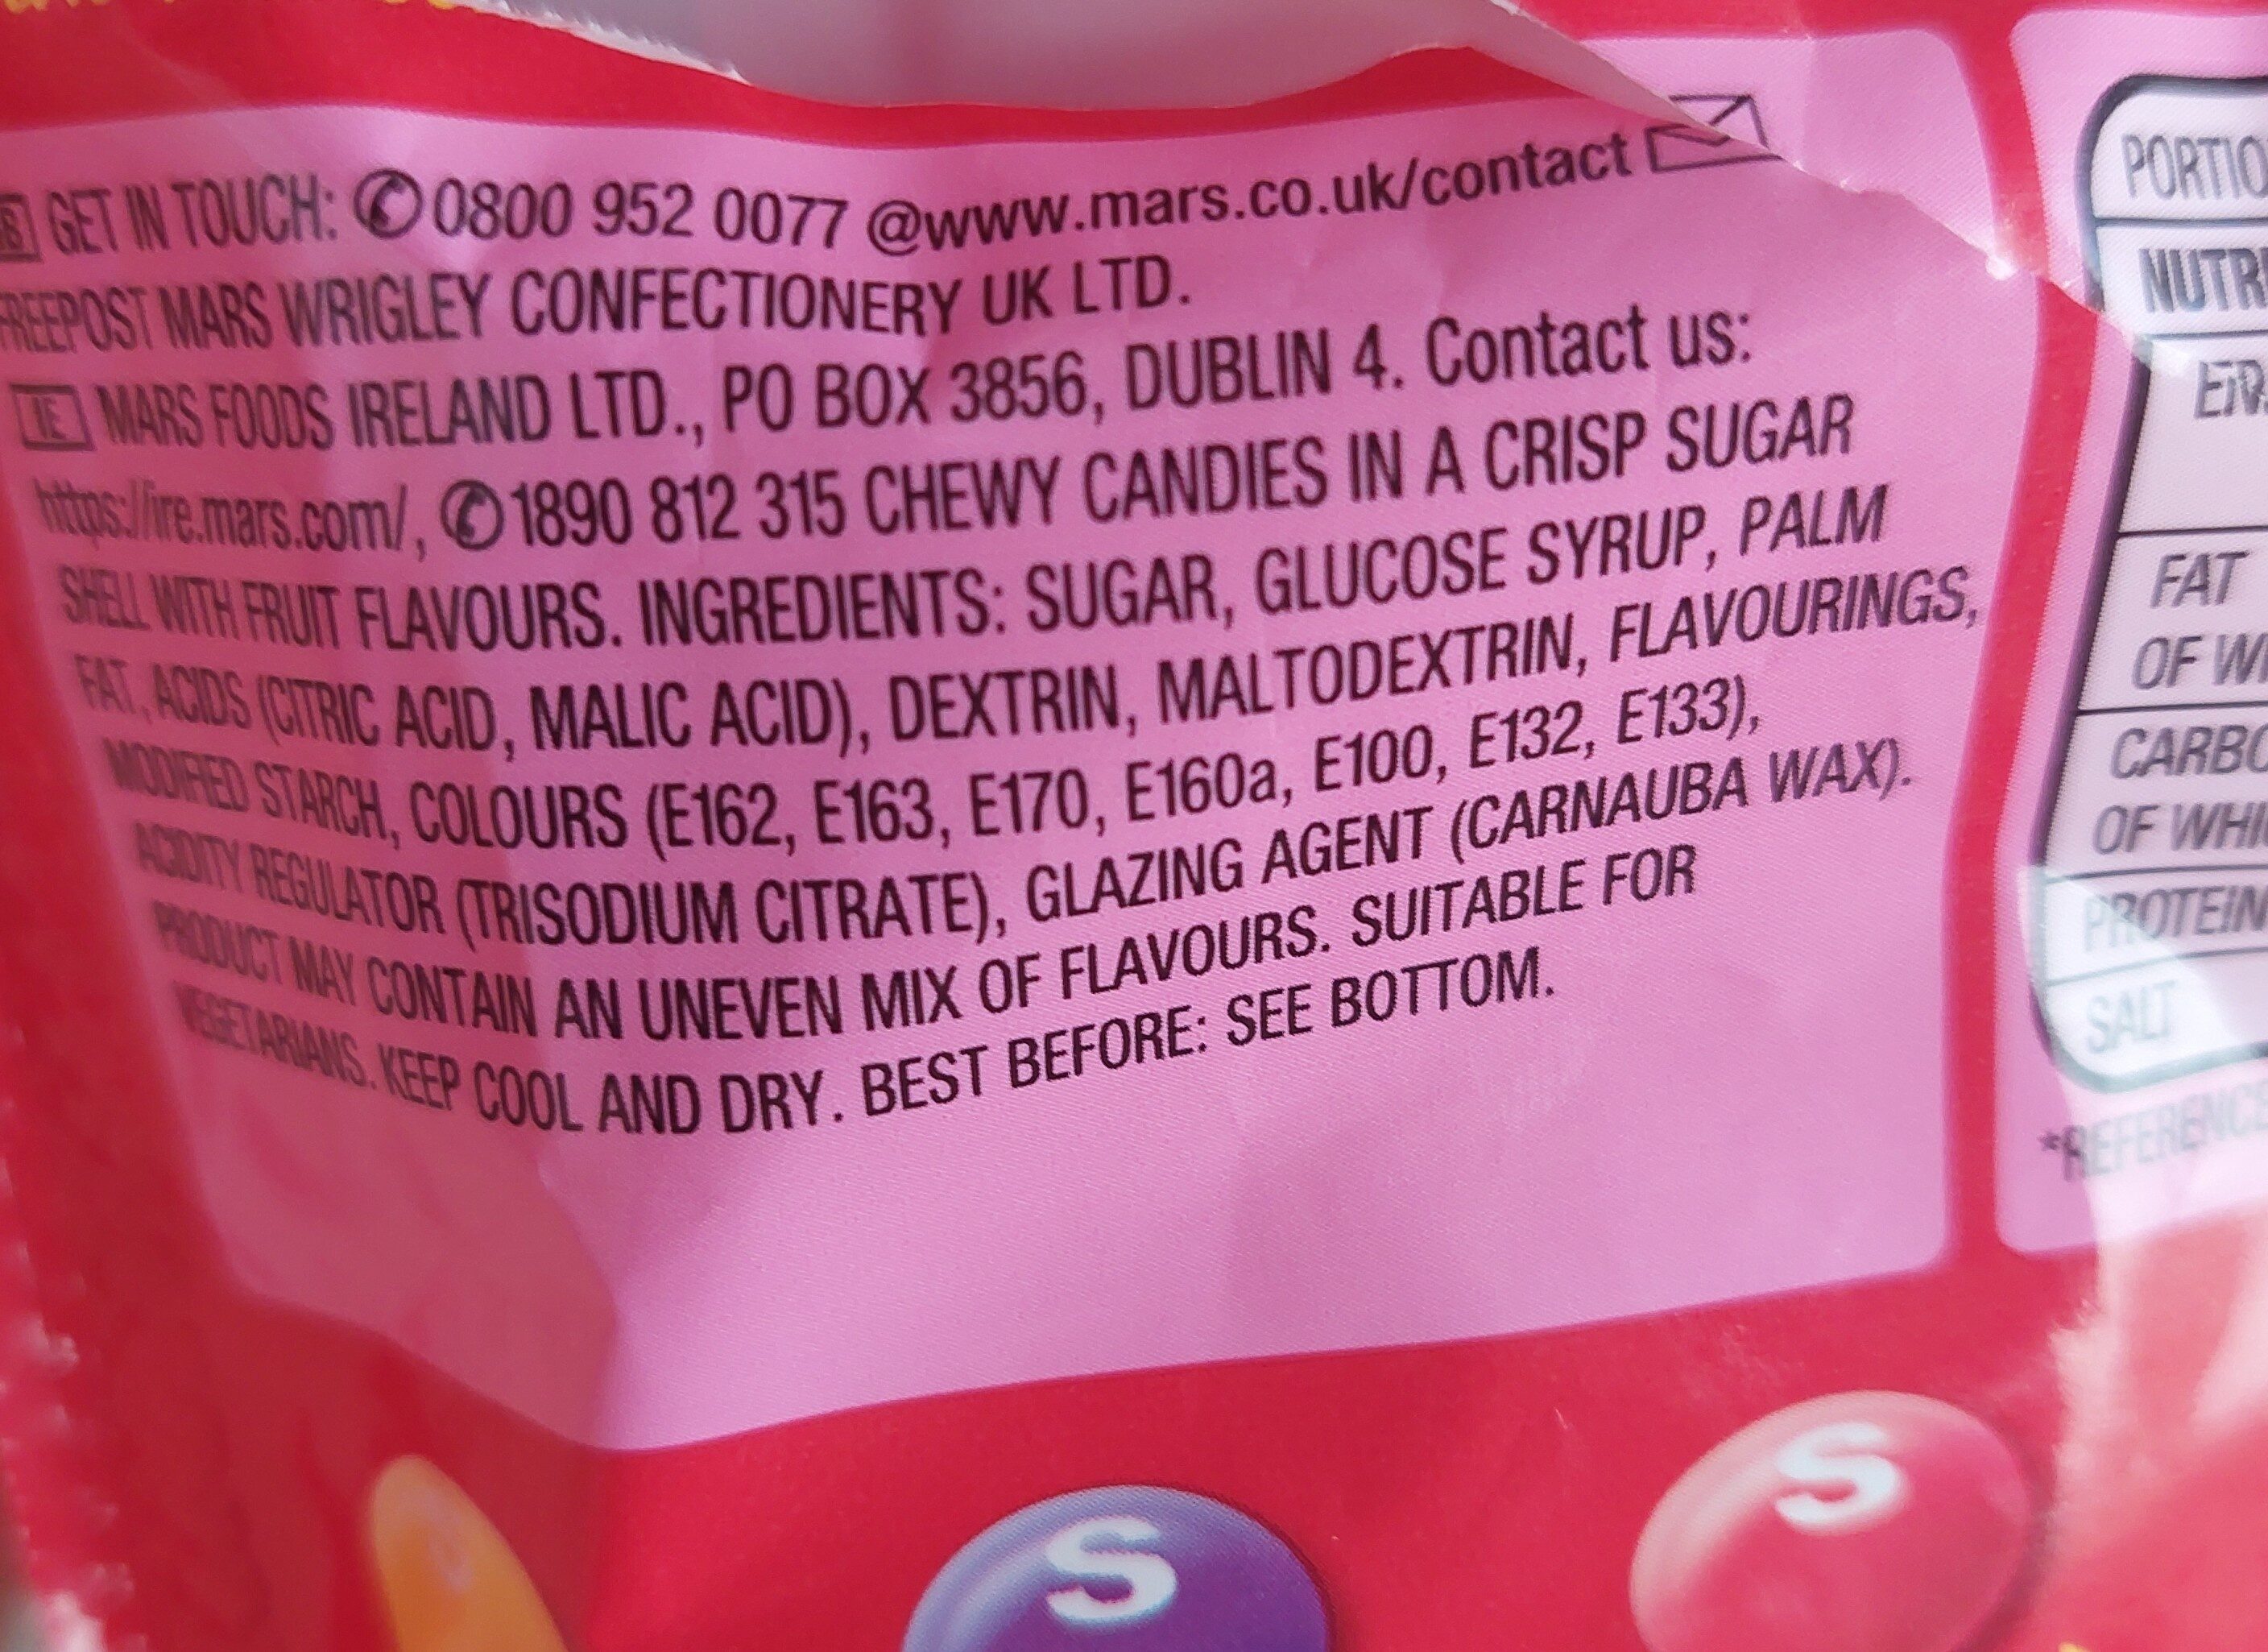 GET IN TOUCH: ✆ 0800 952 0077 @www.mars.co.uk/contact
FREEPOST MARS WRIGLEY CONFECTIONERY UK LTD.
IE MARS FOODS IRELAND LTD., PO BOX 3856, DUBLIN 4. Contact us:
https://ire.mars.com/, ✆ 1890 812 315 CHEWY CANDIES IN A CRISP SUGAR
SHELL WITH FRUIT FLAVOURS. INGREDIENTS: SUGAR, GLUCOSE SYRUP, PALM
FAT, ACIDS (CITRIC ACID, MALIC ACID), DEXTRIN, MALTODEXTRIN, FLAVOURINGS,
MODIFIED STARCH, COLOURS (E162, E163, E170, E160a, E100, E132, E133),
ACIDITY REGULATOR (TRISODIUM CITRATE), GLAZING AGENT (CARNAUBA WAX).
PRODUCT MAY CONTAIN AN UNEVEN MIX OF FLAVOURS. SUITABLE FOR
VEGETARIANS. KEEP COOL AND DRY. BEST BEFORE: SEE BOTTOM.
PORTIO
NUTRI
FAT
OF WH
CARBO
OF WHI
PROTEIN
SALT
*REFERENCE
S
S